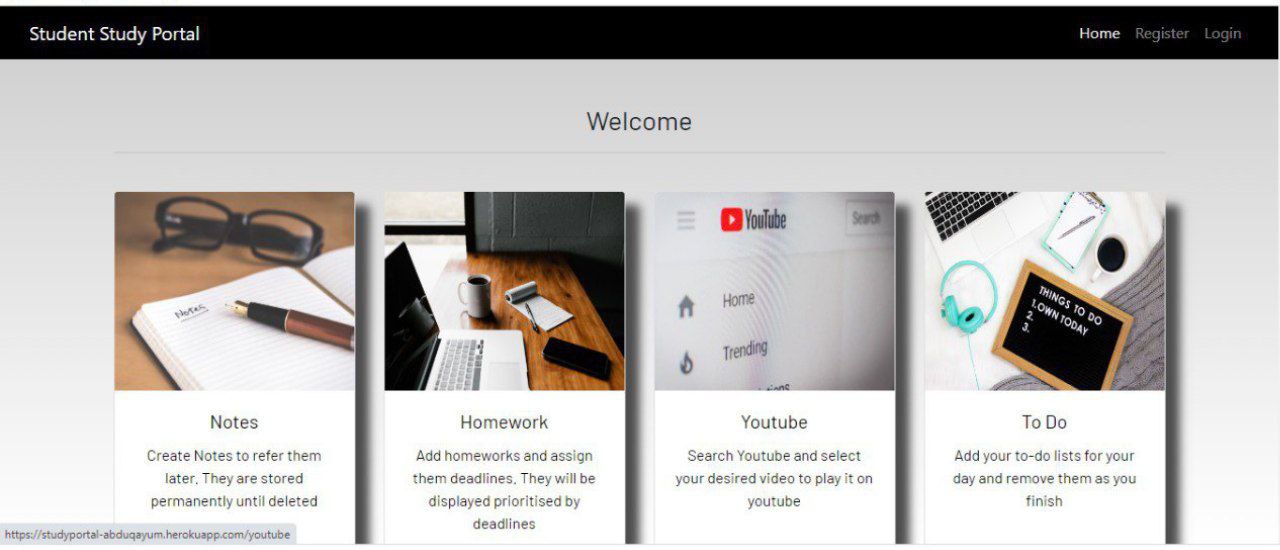 Student Study Portal
Home Register Login
Welcome
Notes
YouTube
Search
Home
Trending
THINGS TO DO
1. OWN TODAY
2.
3.
Notes
Create Notes to refer them
later. They are stored
permanently until deleted
Homework
Add homeworks and assign
them deadlines. They will be
displayed prioritised by
deadlines
Youtube
Search Youtube and select
your desired video to play it on
youtube
To Do
Add your to-do lists for your
day and remove them as you
finish
https://studyportal-abduqayum.herokuapp.com/youtube